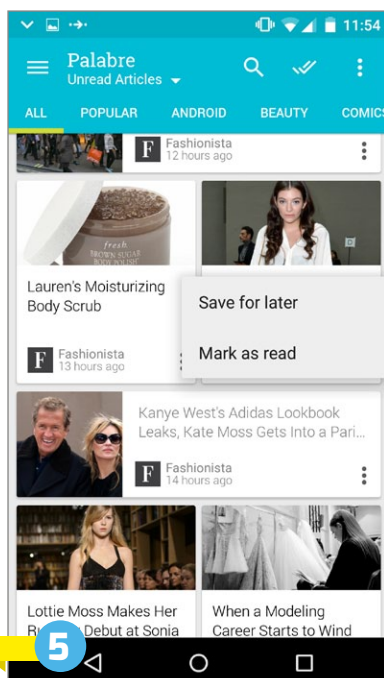 11:54
Palabre
Unread Articles
ALL POPULAR ANDROID BEAUTY COMICS
F Fashionista
12 hours ago
fresh
BROWN SUGAR
BODY POLISH
Lauren's Moisturizing
Body Scrub
Save for later
Mark as read
F Fashionista
13 hours ago
Kanye West's Adidas Lookbook
Leaks, Kate Moss Gets Into a Pari...
F Fashionista
14 hours ago
Lottie Moss Makes Her
Debut at Sonia
When a Modeling
Career Starts to Wind
5